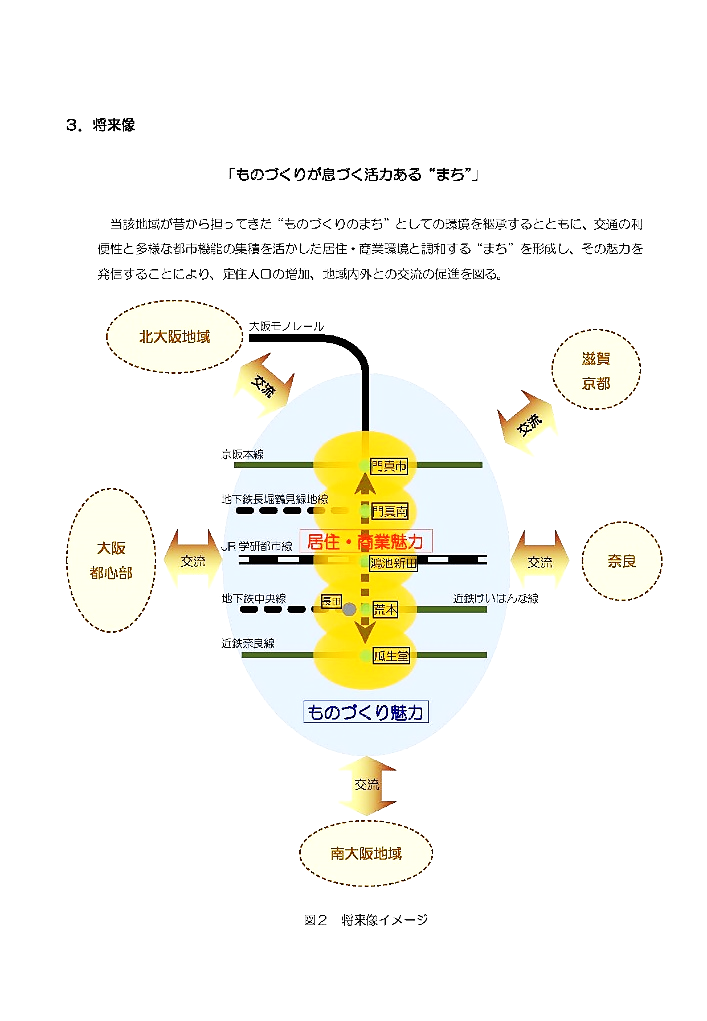 3．将来像
「ものづくりが息づく活力ある“まち”」
当該地域が昔から担ってきた“ものづくりのまち”としての環境を継承するとともに、交通の利
便性と多様な都市機能の集積を活かした居住・商業環境と調和する“まち”を形成し、その魅力を
発信することにより、定住人口の増加、地域内外との交流の促進を図る。
大阪モノレール
北大阪地域
滋賀
京都
交流
交流
京阪本線
門真市
地下鉄長堀鶴見緑地線
門真南
居住・商業魅力
大阪
都心部
交流
JR 学研都市線
鴻池新田
交流
奈良
地下鉄中央線
長田
荒本
近鉄けいはんな線
近鉄奈良線
瓜生堂
ものづくり魅力
交流
南大阪地域
図2　将来像イメージ